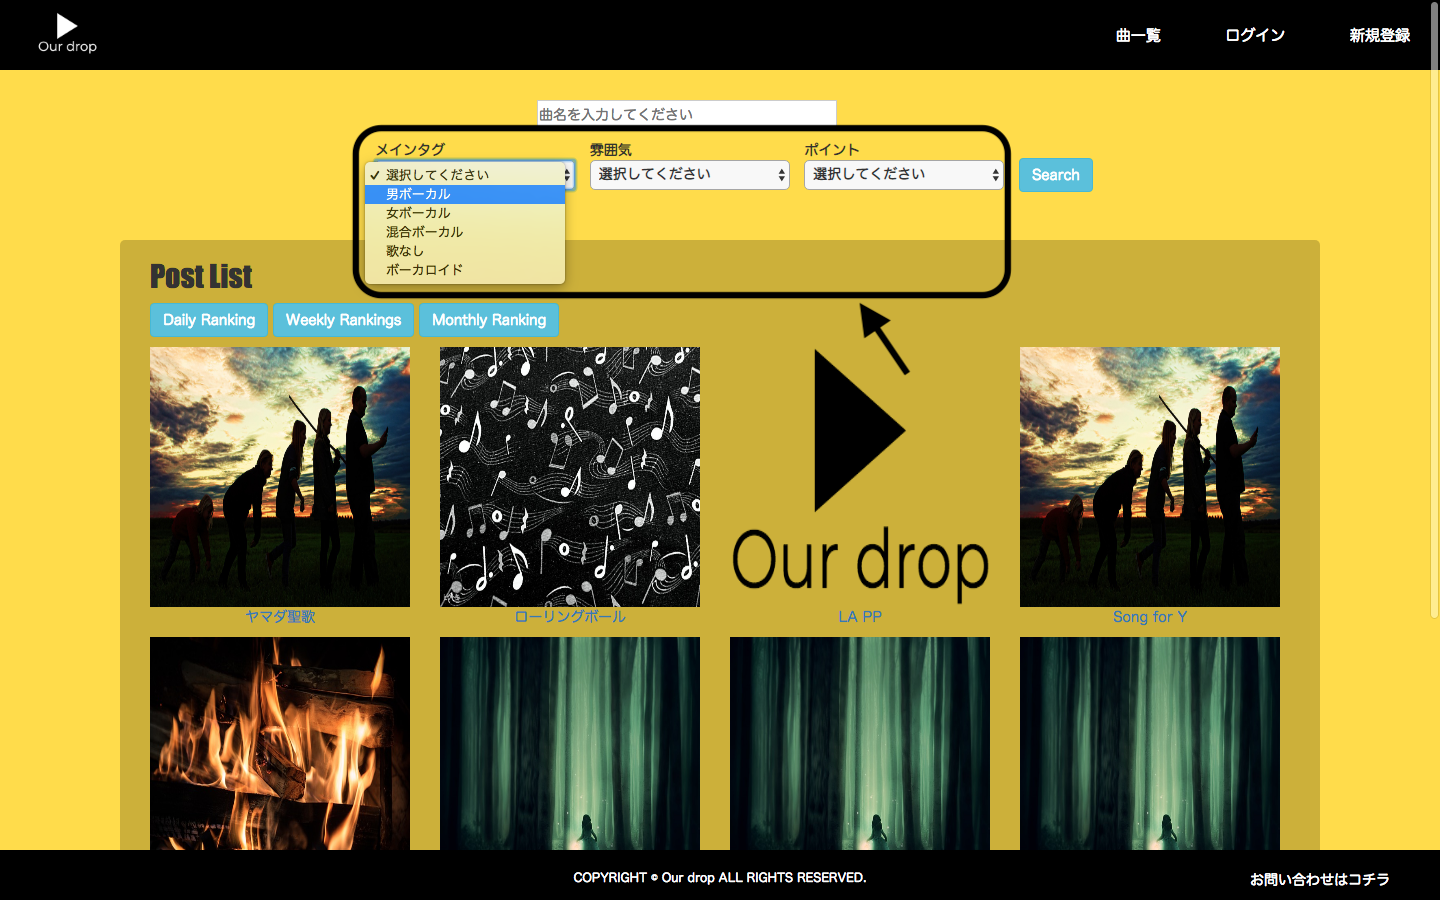 Our drop
曲一覧
ログイン
新規登録
曲名を入力してください
メインタグ
雰囲気
ポイント
✓ 選択してください
選択してください
選択してください
Search
男ボーカル
女ボーカル
混合ボーカル
歌なし
ボーカロイド
Post List
Daily Ranking
Weekly Rankings
Monthly Ranking
Our drop
ヤマダ聖歌
ローリングボール
LA PP
Song for Y
COPYRIGHT © Our drop ALL RIGHTS RESERVED.
お問い合わせはコチラ